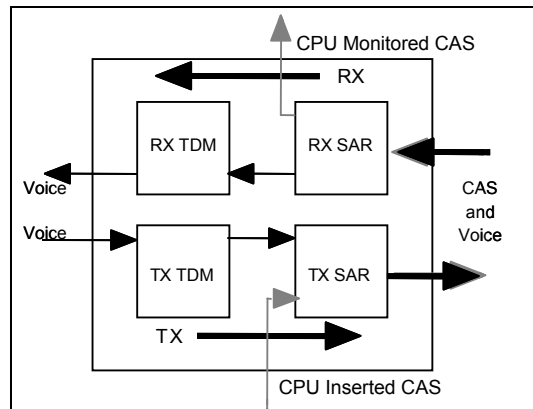 CPU Monitored CAS
RX
RX TDM
RX SAR
Voice
CAS
and
Voice
Voice
TX TDM
TX SAR
TX
CPU Inserted CAS